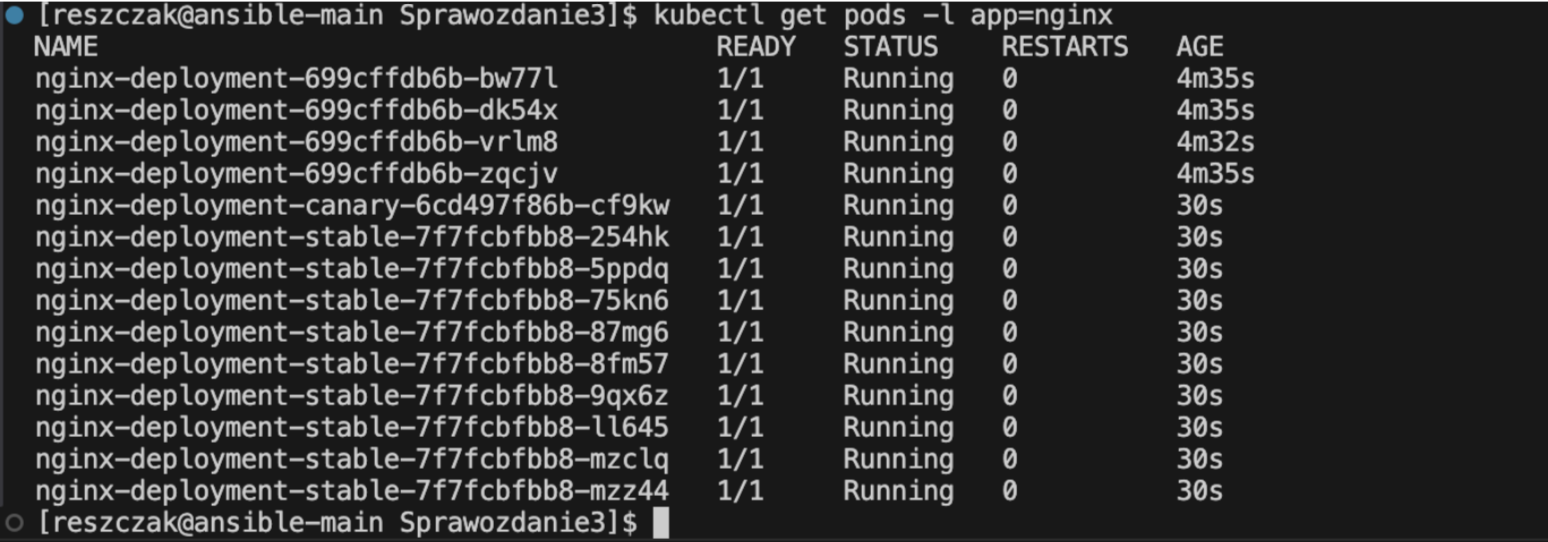 [reszczak@ansible-main Sprawozdanie3]$ kubectl get pods -l app=nginx
NAME READY STATUS RESTARTS AGE
nginx-deployment-699cffdb6b-bw77l 1/1 Running 0 4m35s
nginx-deployment-699cffdb6b-dk54x 1/1 Running 0 4m35s
nginx-deployment-699cffdb6b-vrlm8 1/1 Running 0 4m32s
nginx-deployment-699cffdb6b-zqcjv 1/1 Running 0 4m35s
nginx-deployment-canary-6cd497f86b-cf9kw 1/1 Running 0 30s
nginx-deployment-stable-7f7fcbfbb8-254hk 1/1 Running 0 30s
nginx-deployment-stable-7f7fcbfbb8-5ppdq 1/1 Running 0 30s
nginx-deployment-stable-7f7fcbfbb8-75kn6 1/1 Running 0 30s
nginx-deployment-stable-7f7fcbfbb8-87mg6 1/1 Running 0 30s
nginx-deployment-stable-7f7fcbfbb8-8fm57 1/1 Running 0 30s
nginx-deployment-stable-7f7fcbfbb8-9qx6z 1/1 Running 0 30s
nginx-deployment-stable-7f7fcbfbb8-ll645 1/1 Running 0 30s
nginx-deployment-stable-7f7fcbfbb8-mzclq 1/1 Running 0 30s
nginx-deployment-stable-7f7fcbfbb8-mzz44 1/1 Running 0 30s
[reszczak@ansible-main Sprawozdanie3]$